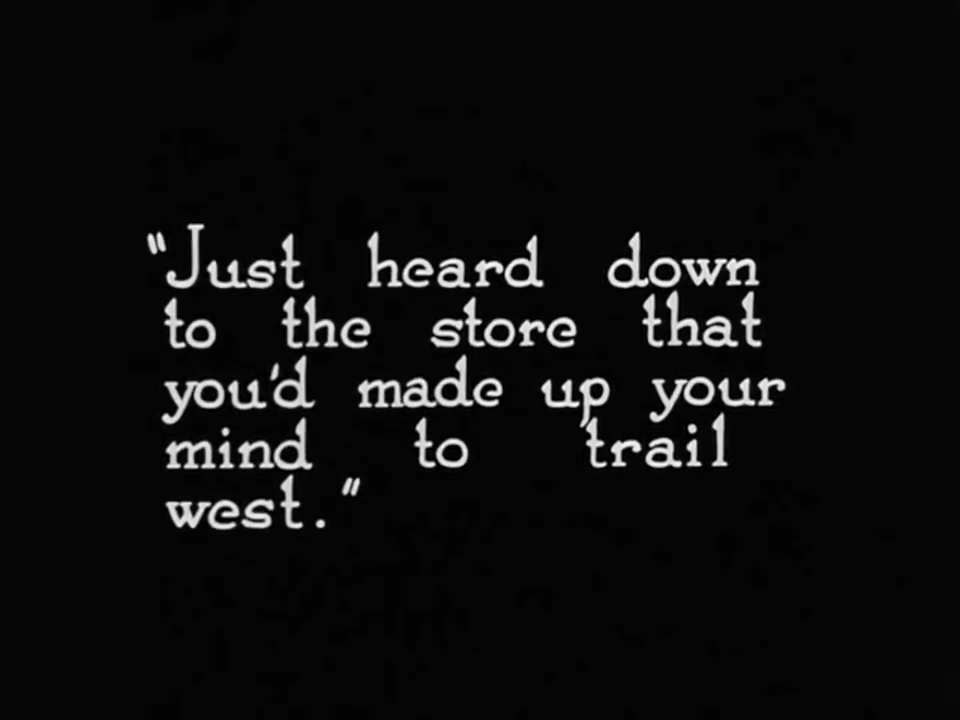 "Just heard down
to the store that
you'd made up your
mind to trail
west."